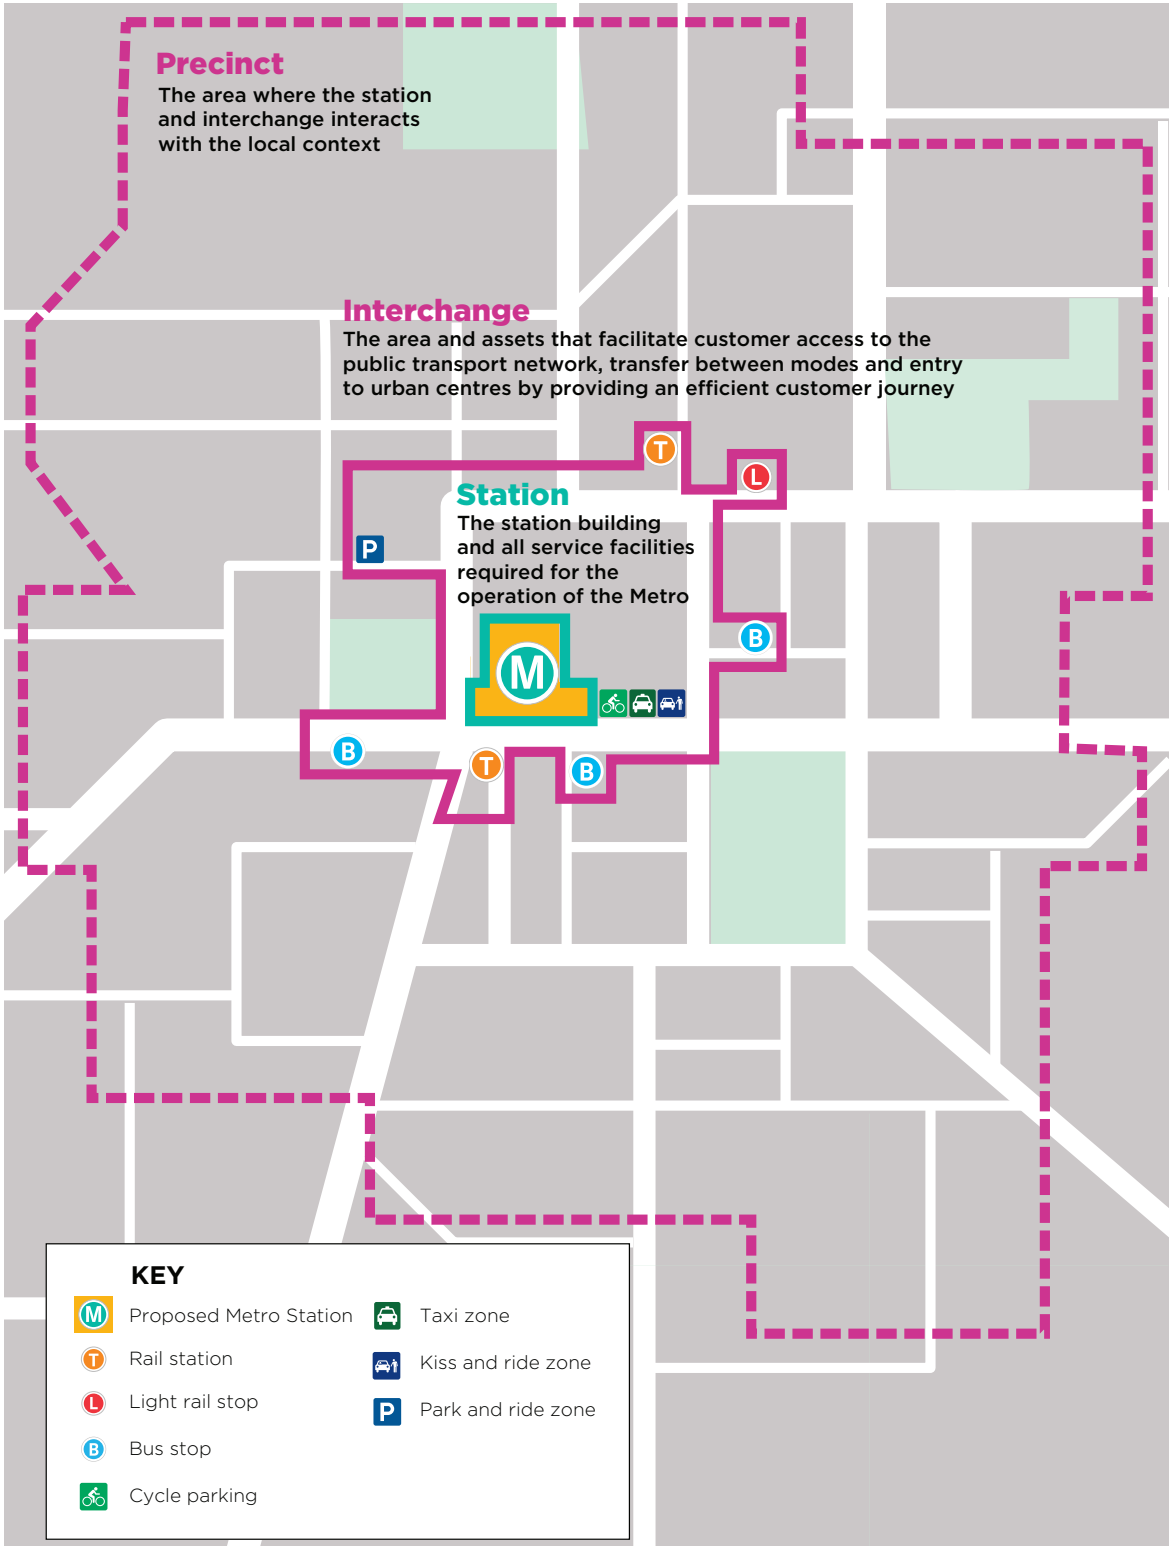 Precinct
The area where the station
and interchange interacts
with the local context
Interchange
The area and assets that facilitate customer access to the
public transport network, transfer between modes and entry
to urban centres by providing an efficient customer journey
T
L
Station
The station building
and all service facilities
required for the
operation of the Metro
P
B
M
B
T
B
KEY
M Proposed Metro Station
T Rail station
L Light rail stop
B Bus stop
Cycle parking
Taxi zone
Kiss and ride zone
P Park and ride zone